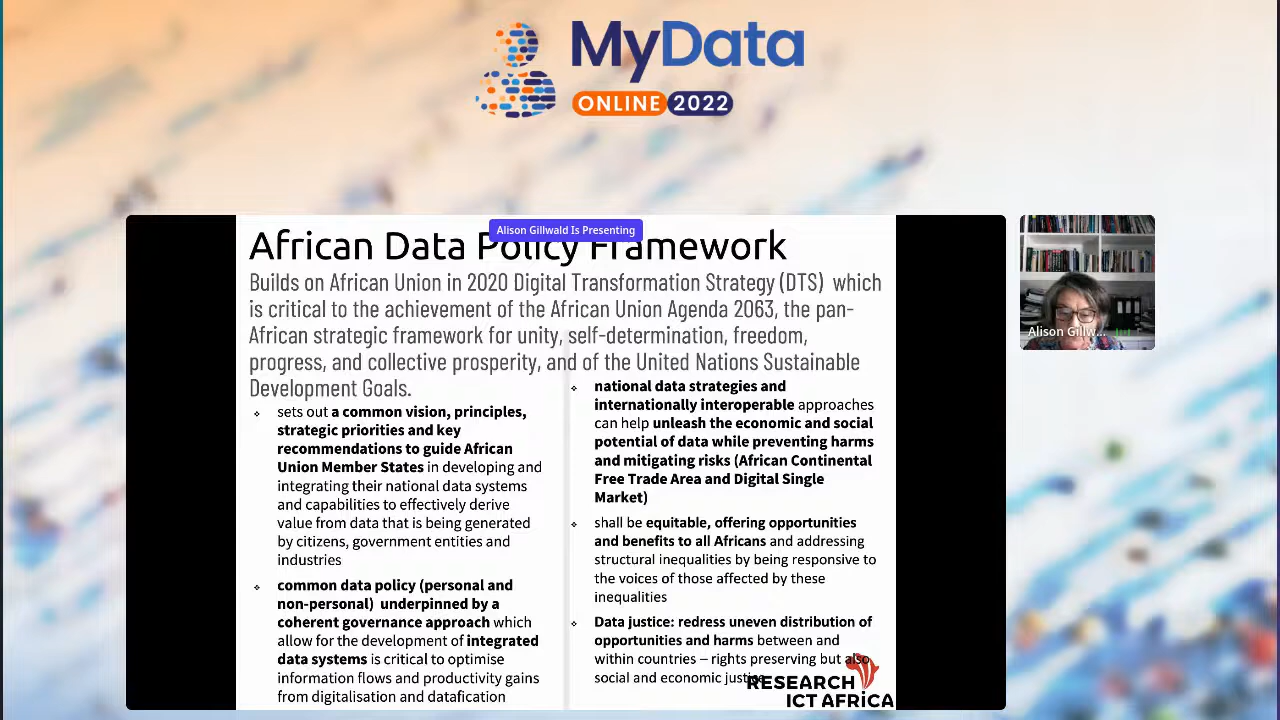 MyData
ONLINE 2022
Alison Gillwald Is Presenting
African Data Policy Framework
Builds on African Union in 2020 Digital Transformation Strategy (DTS) which
is critical to the achievement of the African Union Agenda 2063, the pan-
African strategic framework for unity, self-determination, freedom,
progress, and collective prosperity, and of the United Nations Sustainable
Development Goals.
sets out a common vision, principles,
strategic priorities and key
recommendations to guide African
Union Member States in developing and
integrating their national data systems
and capabilities to effectively derive
value from data that is being generated
by citizens, government entities and
industries
common data policy (personal and
non-personal) underpinned by a
coherent governance approach which
allow for the development of integrated
data systems is critical to optimise
information flows and productivity gains
from digitalisation and datafication
national data strategies and
internationally interoperable approaches
can help unleash the economic and social
potential of data while preventing harms
and mitigating risks (African Continental
Free Trade Area and Digital Single
Market)
shall be equitable, offering opportunities
and benefits to all Africans and addressing
structural inequalities by being responsive to
the voices of those affected by these
inequalities
Data justice: redress uneven distribution of
opportunities and harms between and
within countries – rights preserving but also
social and economic justice
RESEARCH
ICT AFRICA
Alison Gillw...